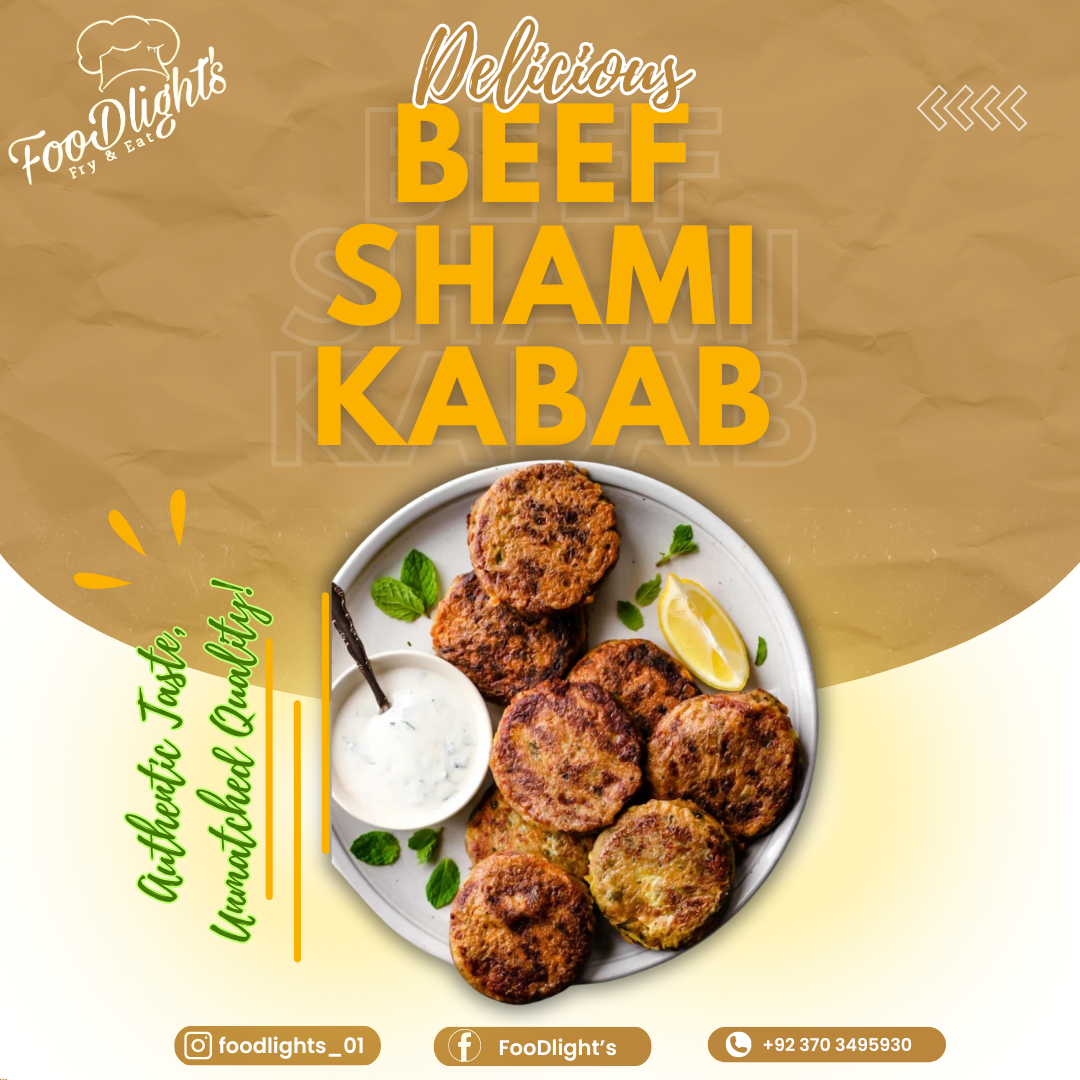 FooDlight's
Fry & Eat
Delicious
BEEF
SHAMI
KABAB
Authentic Taste,
Unmatched Quality!
foodlights_01
FooDlight's
+92 370 3495930